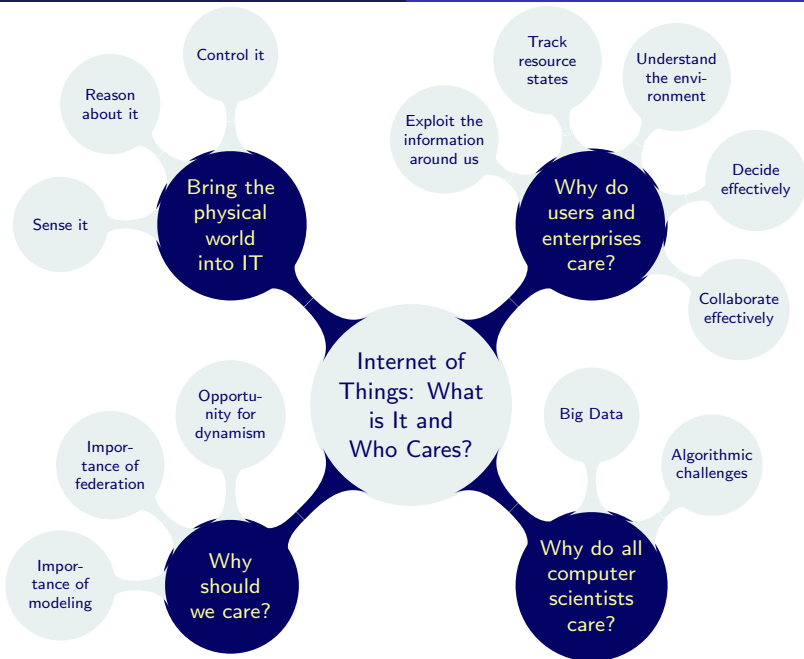 Control it
Reason
about it
Sense it
Bring the
physical
world
into IT
Track
resource
states
Understand
the envi-
ronment
Exploit the
information
around us
Decide
effectively
Collaborate
effectively
Why do
users and
enterprises
care?
Internet of
Things: What
is It and
Who Cares?
Opportu-
nity for
dynamism
Impor-
tance of
federation
Impor-
tance of
modeling
Why
should
we care?
Big Data
Algorithmic
challenges
Why do all
computer
scientists
care?